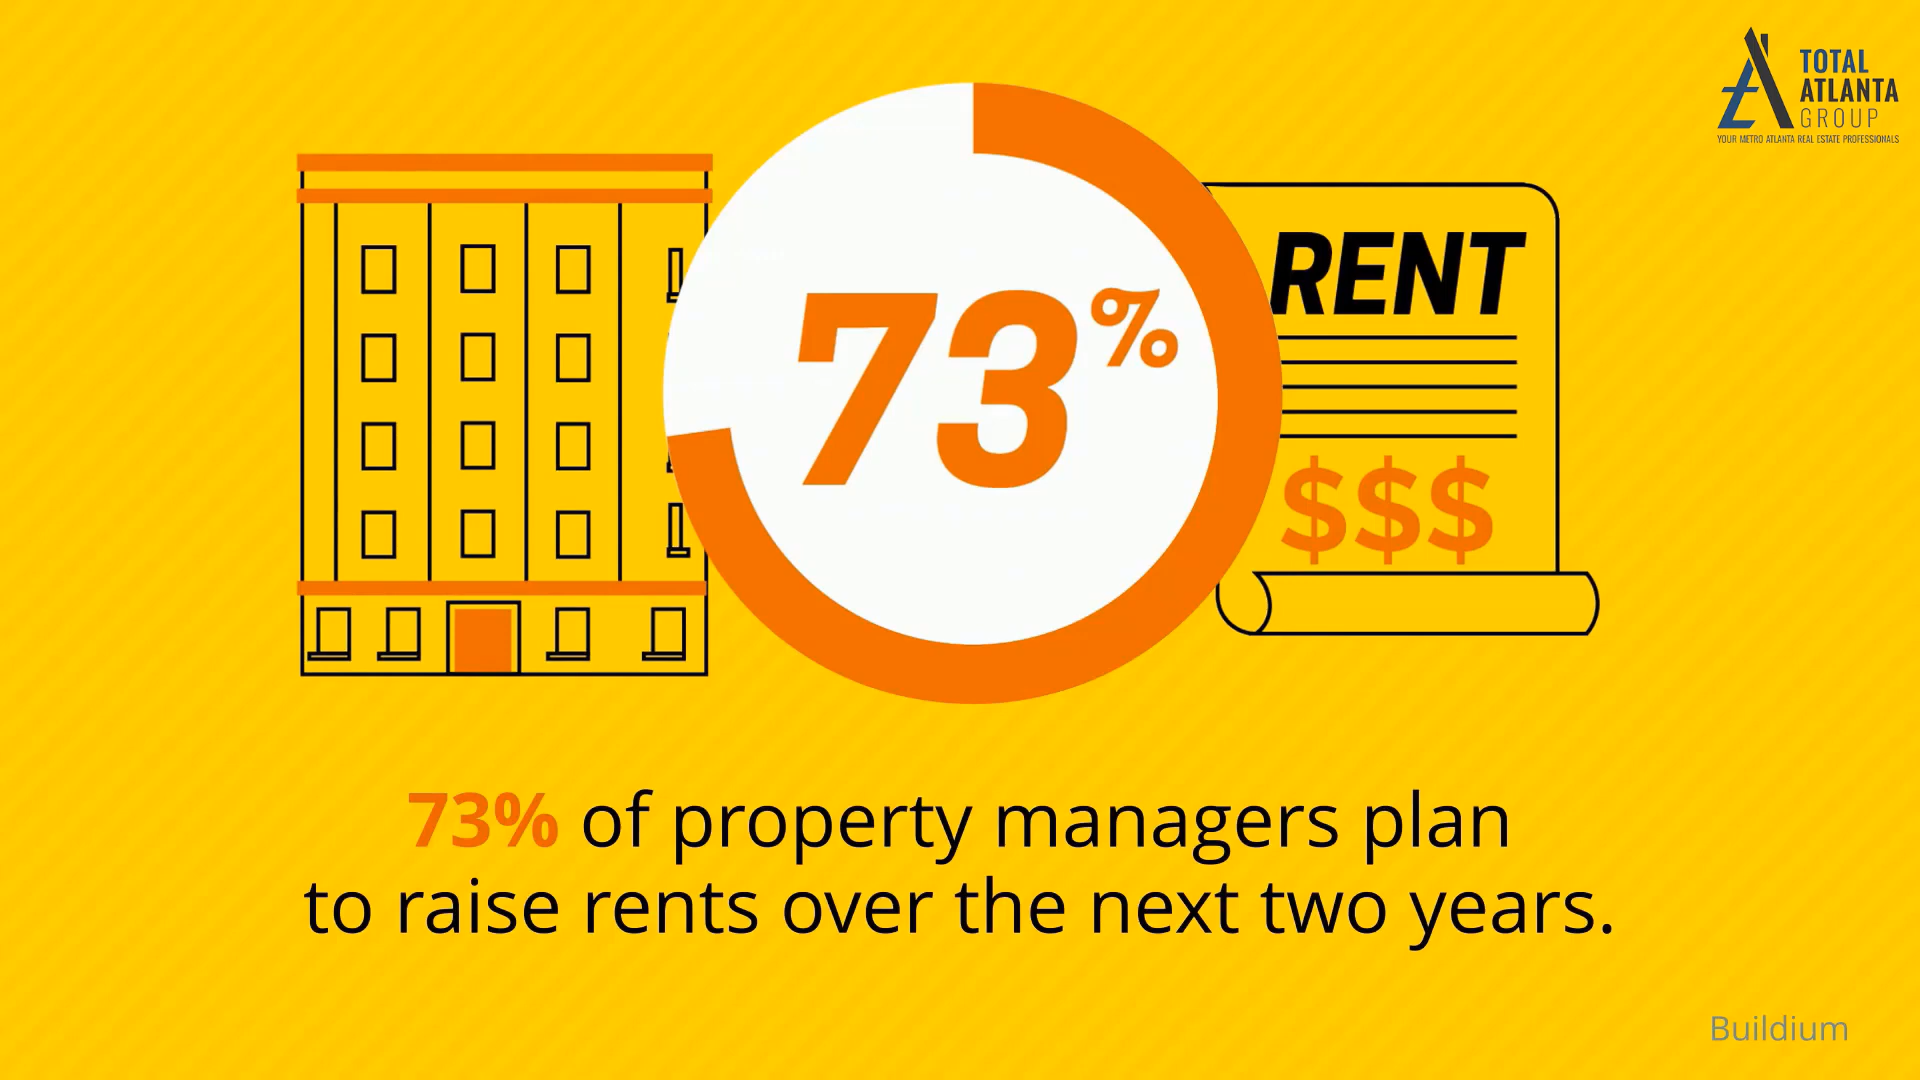 TOTAL
ATLANTA
GROUP
YOUR METRO ATLANTA REAL ESTATE PROFESSIONALS
RENT
73%
$$$
73% of property managers plan
to raise rents over the next two years.
Buildium